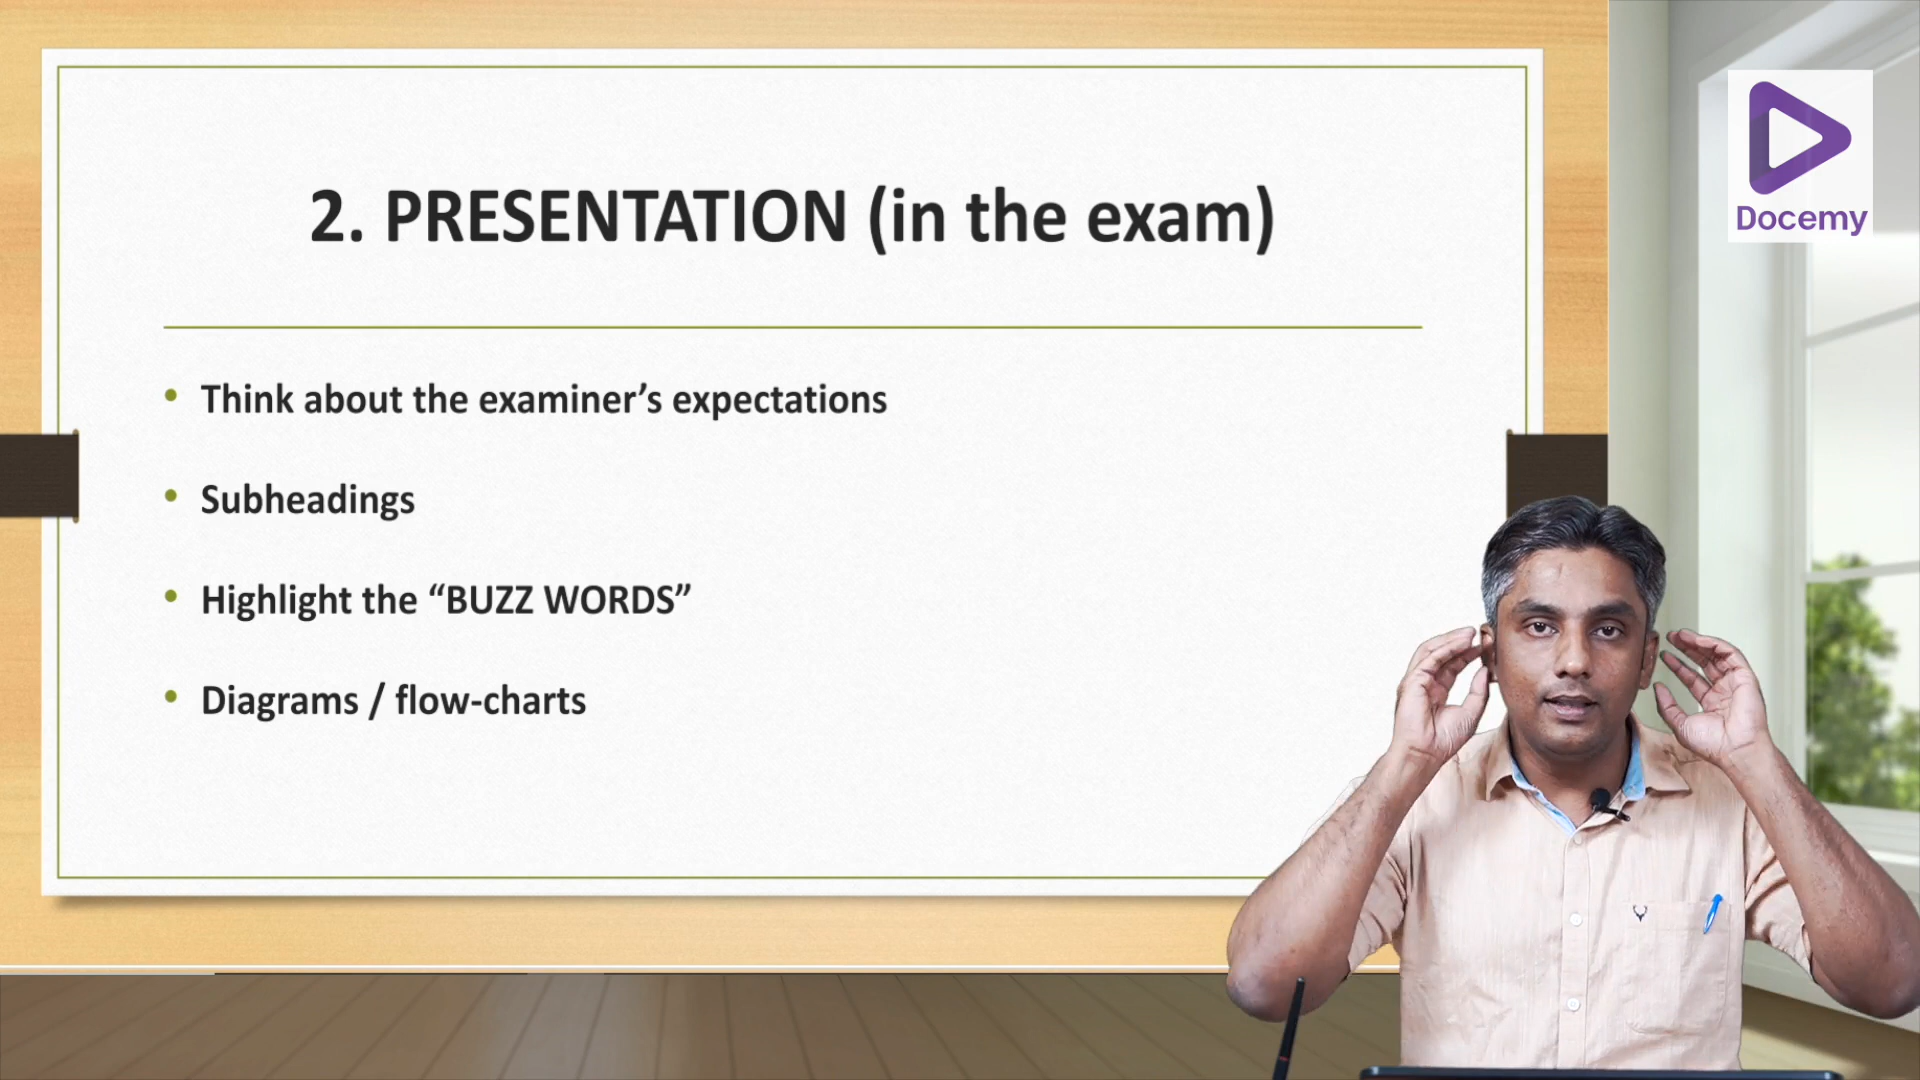 2. PRESENTATION (in the exam)
• Think about the examiner’s expectations
• Subheadings
• Highlight the “BUZZ WORDS”
• Diagrams / flow-charts
Docemy